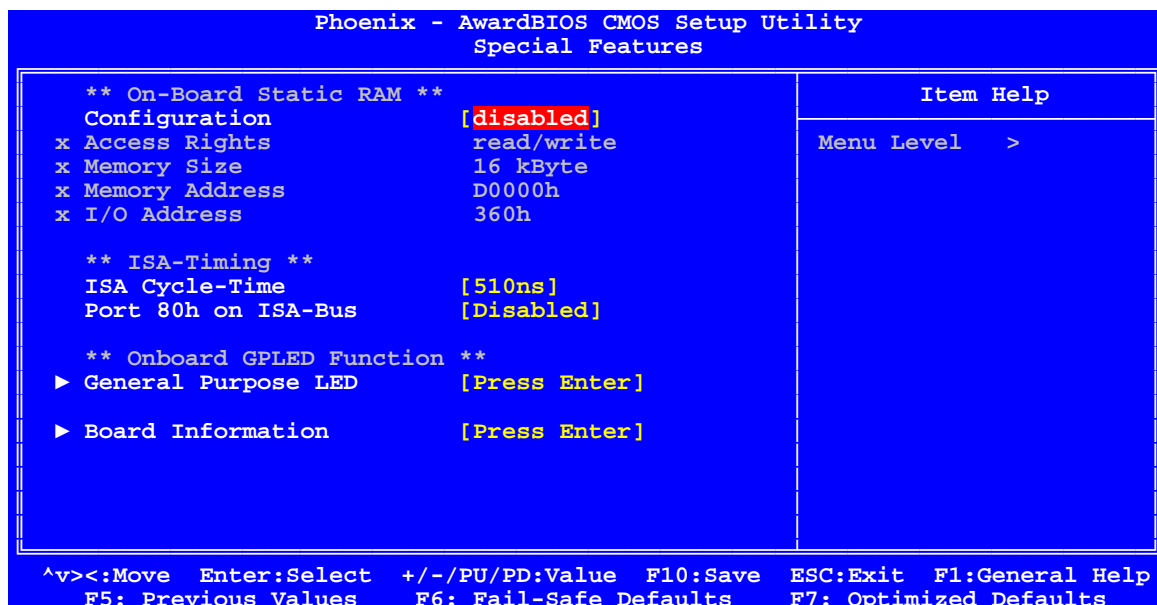 Phoenix - AwardBIOS CMOS Setup Utility
Special Features
** On-Board Static RAM **
Item Help
Configuration [disabled]
x Access Rights read/write
Menu Level >
x Memory Size 16 kByte
x Memory Address D0000h
x I/O Address 360h
** ISA-Timing **
ISA Cycle-Time [510ns]
Port 80h on ISA-Bus [Disabled]
** Onboard GPLED Function **
► General Purpose LED [Press Enter]
► Board Information [Press Enter]
^v><:Move Enter:Select +/-/PU/PD:Value F10:Save ESC:Exit F1:General Help
F5: Previous Values F6: Fail-Safe Defaults F7: Optimized Defaults